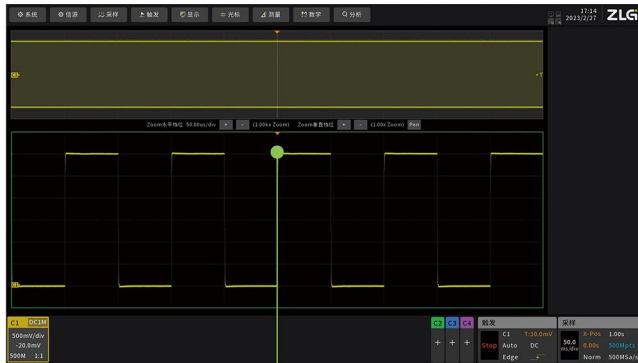 系统 信源 采样 触发 显示 光标 测量 数学 分析
17:14
2023/2/27
ZLG
Zoom水平档位 50.00us/div + - (1.00kx Zoom) Zoom垂直档位 + - (1.00x Zoom) Pen
C1 DC1M
500mV/div
-20.0mV
500M 1:1
C2 C3 C4
+ + +
触发
C1 T:10.0mV
Stop Auto DC
Edge
采样
50.0 ms/div
X-Pos 1.00s
0.00s 500Mpts
Norm 500MSa/s